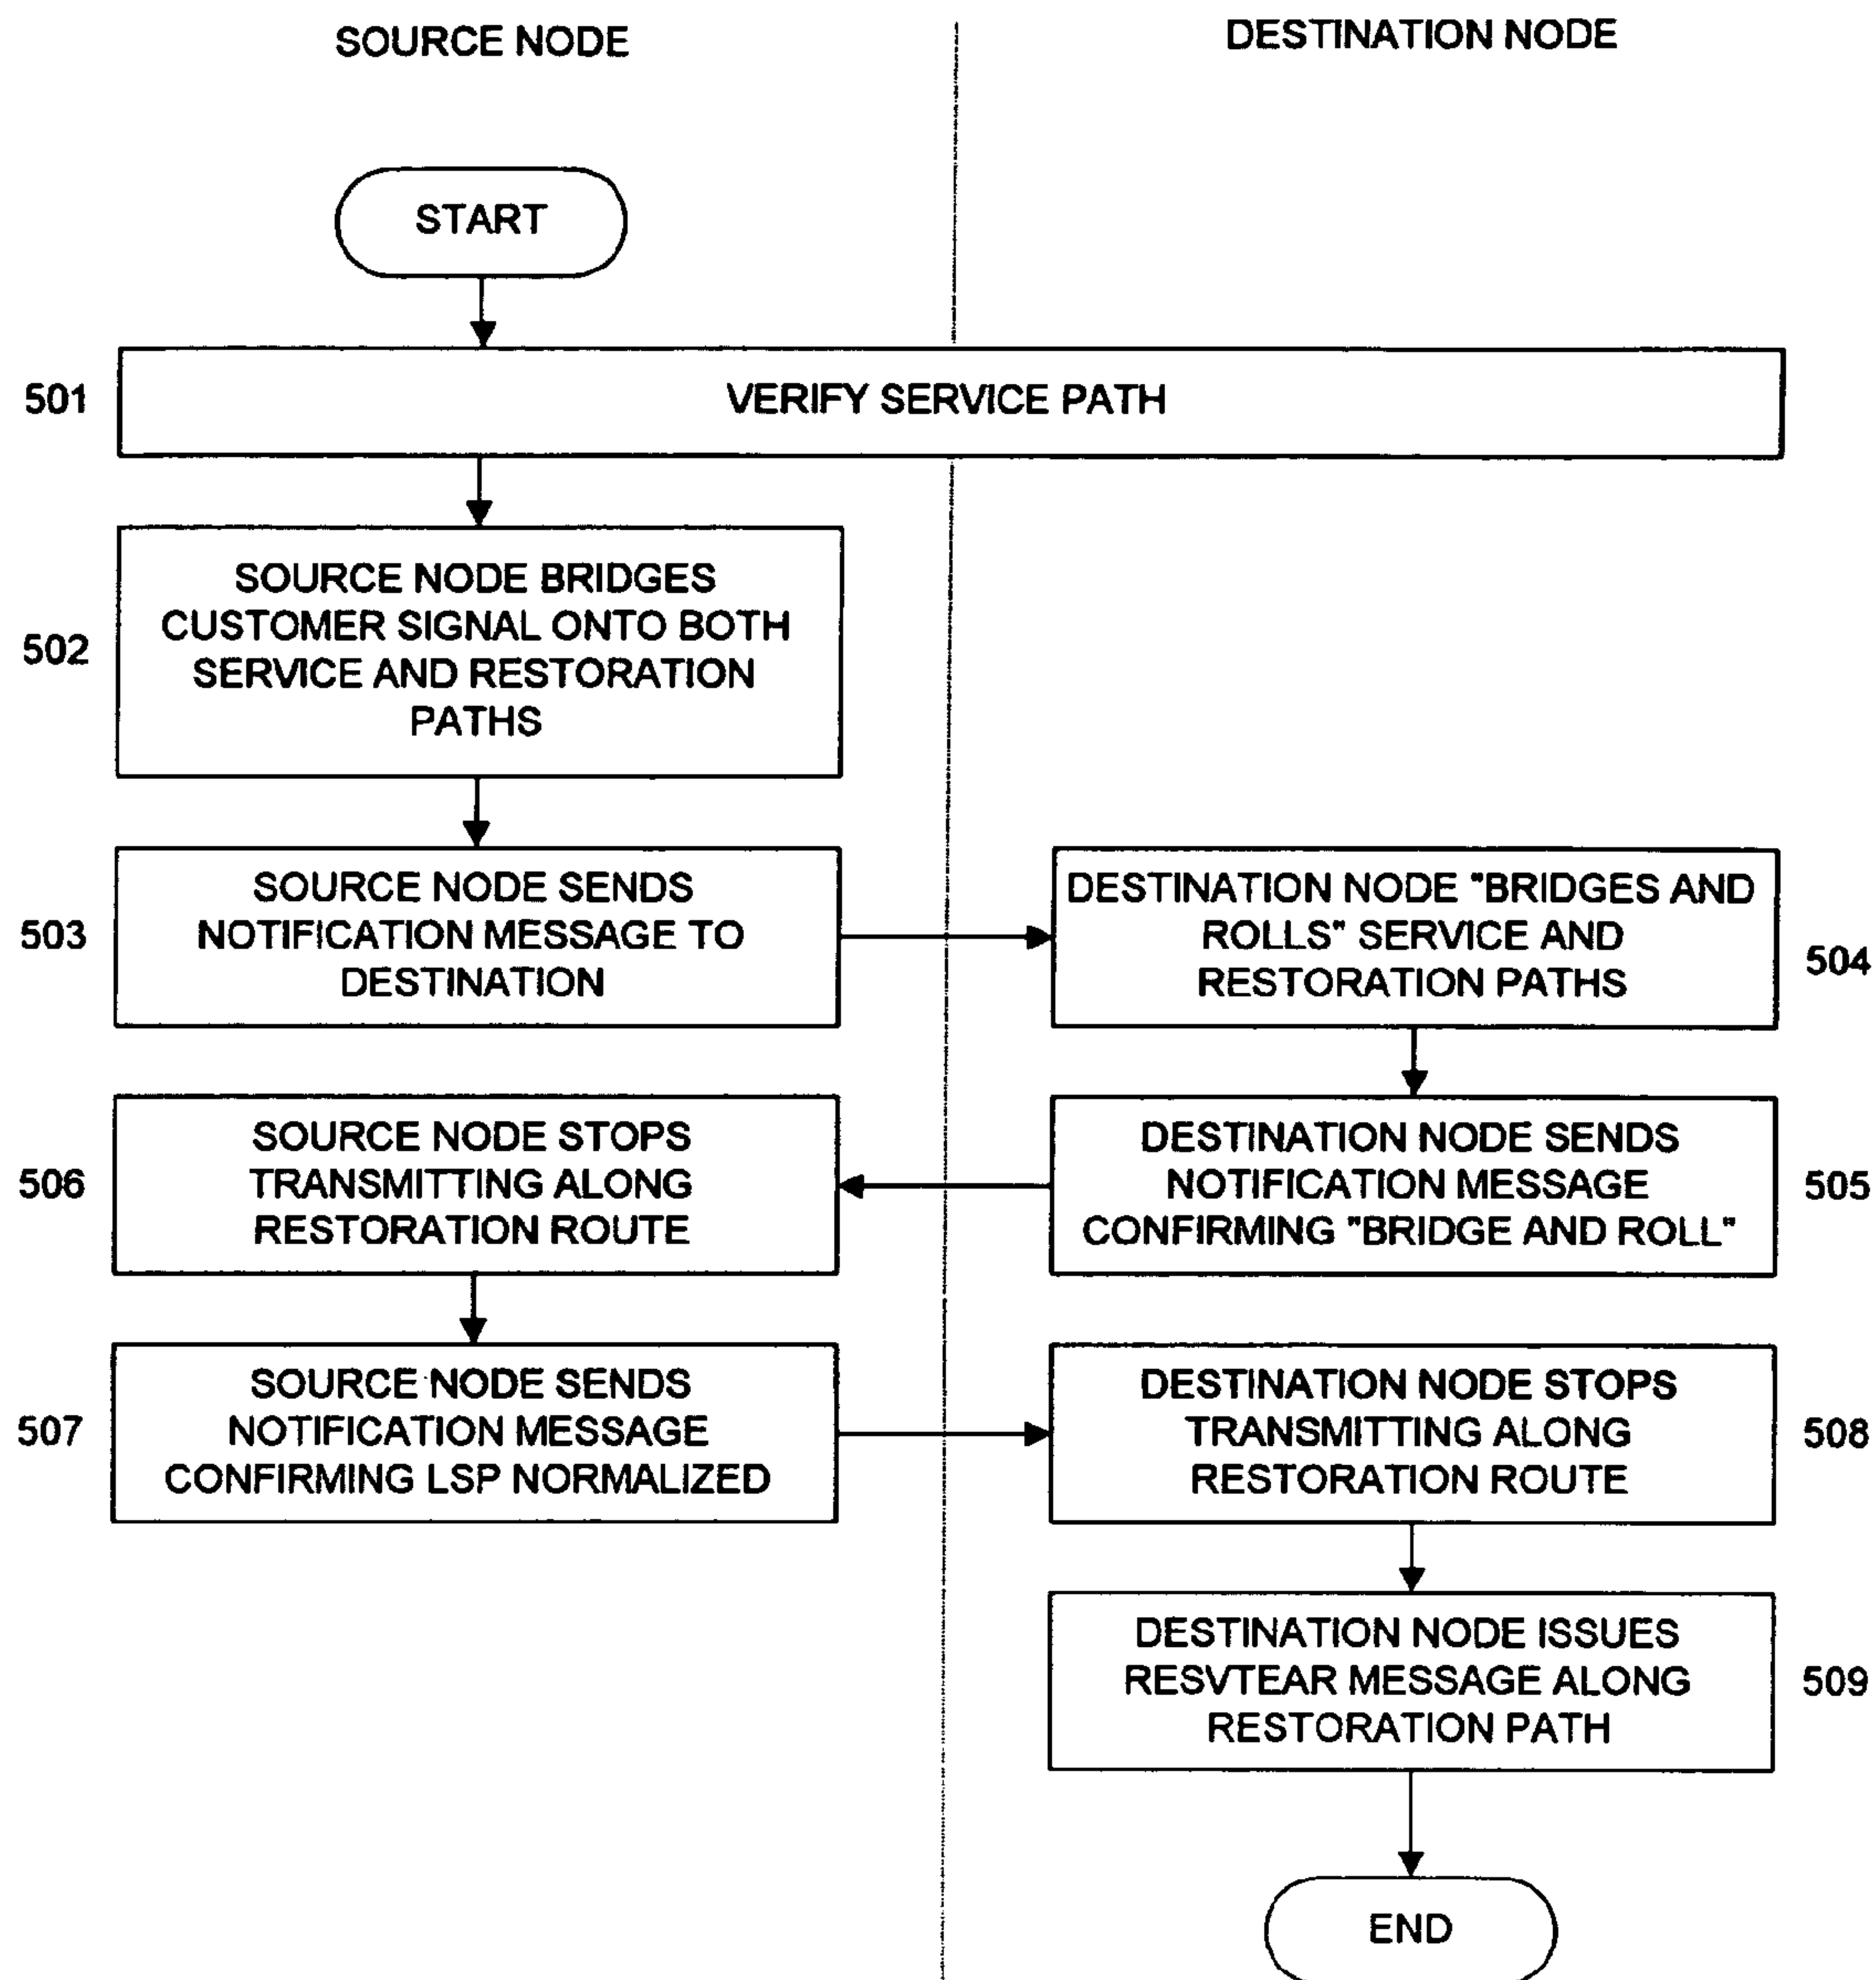 SOURCE NODE
DESTINATION NODE
START
501
VERIFY SERVICE PATH
502
SOURCE NODE BRIDGES
CUSTOMER SIGNAL ONTO BOTH
SERVICE AND RESTORATION
PATHS
503
SOURCE NODE SENDS
NOTIFICATION MESSAGE TO
DESTINATION
DESTINATION NODE "BRIDGES AND
ROLLS" SERVICE AND
RESTORATION PATHS
504
506
SOURCE NODE STOPS
TRANSMITTING ALONG
RESTORATION ROUTE
DESTINATION NODE SENDS
NOTIFICATION MESSAGE
CONFIRMING "BRIDGE AND ROLL"
505
507
SOURCE NODE SENDS
NOTIFICATION MESSAGE
CONFIRMING LSP NORMALIZED
DESTINATION NODE STOPS
TRANSMITTING ALONG
RESTORATION ROUTE
508
DESTINATION NODE ISSUES
RESVTEAR MESSAGE ALONG
RESTORATION PATH
509
END